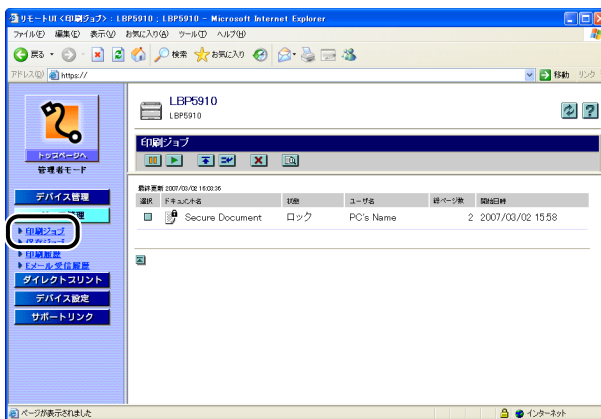 リモートUI <印刷ジョブ> : LBP5910 ; LBP5910 - Microsoft Internet Explorer
ファイル(F) 編集(E) 表示(V) お気に入り(A) ツール(T) ヘルプ(H)
戻る 検索 お気に入り
アドレス(D) https:// 移動 リンク
LBP5910
LBP5910
トップページへ
管理者モード
印刷ジョブ
最終更新 2007/03/02 16:03:36
選択 ドキュメント名 状態 ユーザ名 総ページ数 開始日時
Secure Document ロック PC's Name 2 2007/03/02 15:58
デバイス管理
管理
印刷ジョブ
保存ジョブ
印刷履歴
Eメール受信履歴
ダイレクトプリント
デバイス設定
サポートリンク
ページが表示されました インターネット